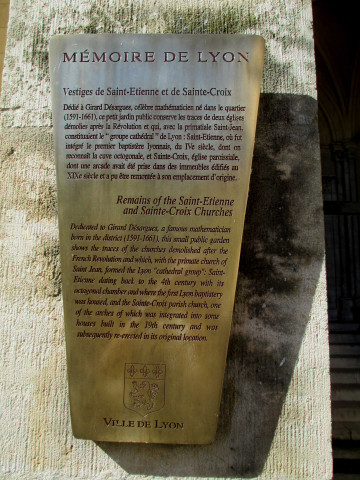 MÉMOIRE DE LYON
Vestiges de Saint-Etienne et de Sainte-Croix
Dédié à Girard Désargues, célèbre mathématicien né dans le quartier
(1591-1661), ce petit jardin public conserve les traces de deux églises
démolies après la Révolution et qui, avec la primatiale Saint-Jean,
constituaient le " groupe cathédral " de Lyon : Saint-Etienne, où fut
intégré le premier baptistère lyonnais, du IVe siècle, dont on
reconnaît la cuve octogonale, et Sainte-Croix, église paroissiale,
dont une arcade avait été prise dans des immeubles édifiés au
XIXe siècle et a pu être remontée à son emplacement d'origine.
Remains of the Saint-Etienne
and Sainte-Croix Churches
Dedicated to Girard Désargues, a famous mathematician
born in the district (1591-1661), this small public garden
shows the traces of the churches demolished after the
French Revolution and which, with the primate church of
Saint Jean, formed the Lyon "cathedral group": Saint-
Etienne dating back to the 4th century with its
octogonal chamber and where the first Lyon baptistery
was housed, and the Sainte-Croix parish church, one
of the arches of which was integrated into some
houses built in the 19th century and was
subsequently re-erected in its original location.
VILLE DE LYON